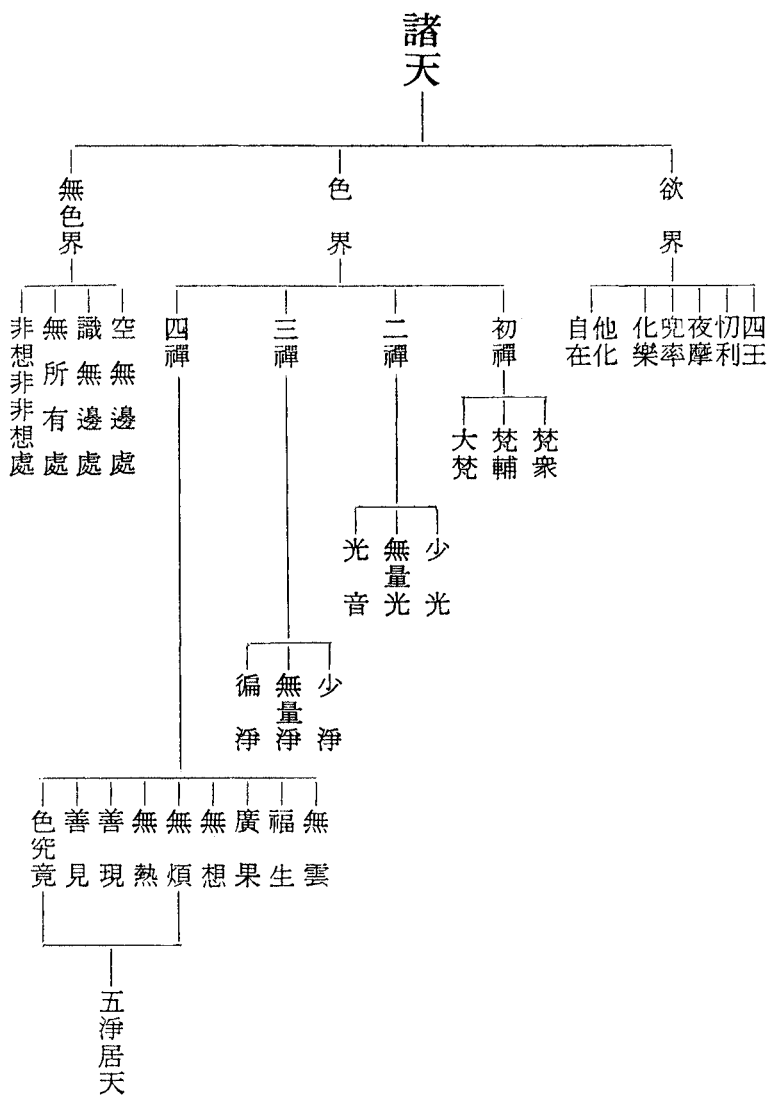 諸天
欲界
色界
無色界
四王
忉利
夜摩
兜率
化樂
他化
自在
初禪
二禪
三禪
四禪
空無邊處
識無邊處
無所有處
非想非非想處
梵衆
梵輔
大梵
少光
無量光
光音
少淨
無量淨
徧淨
無雲
福生
廣果
無想
無煩
無熱
善現
善見
色究竟
五淨居天